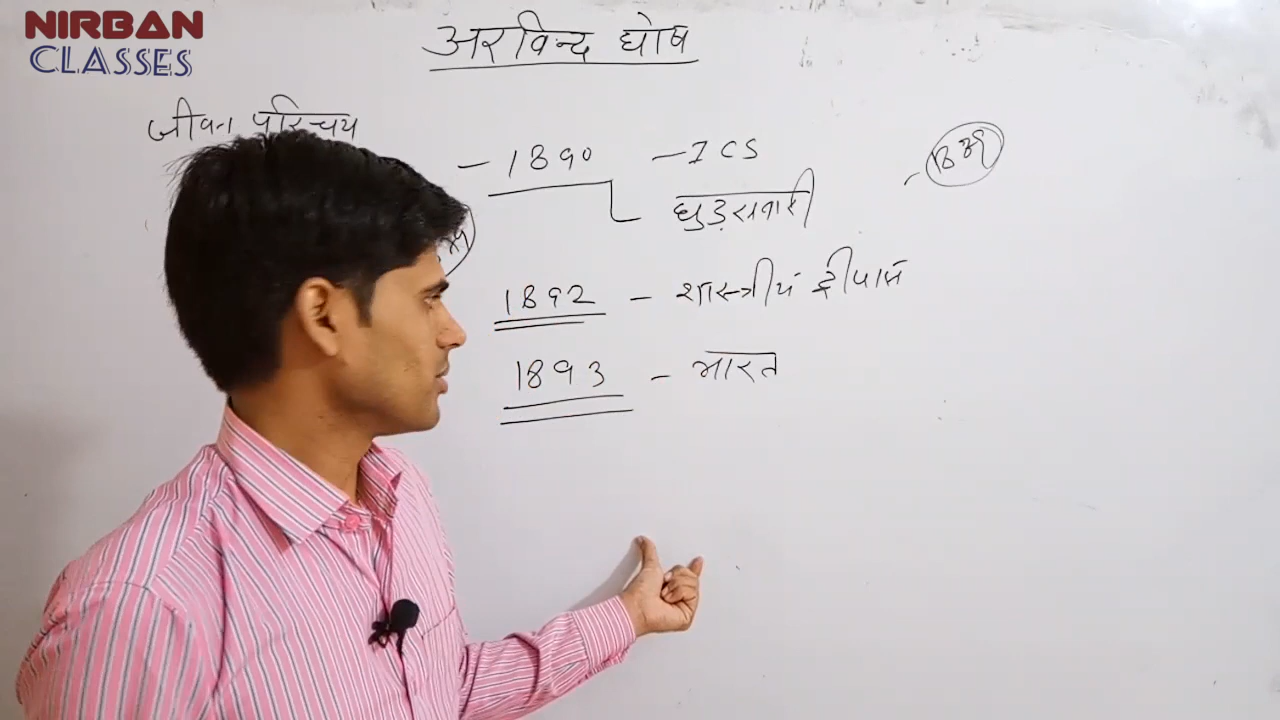 NIRBAN
CLASSES
अरविन्द घोष
जीवन परिचय
– 1890 – ICS
घुड़सवारी
1892 – शास्त्रीय
1893 – भारत